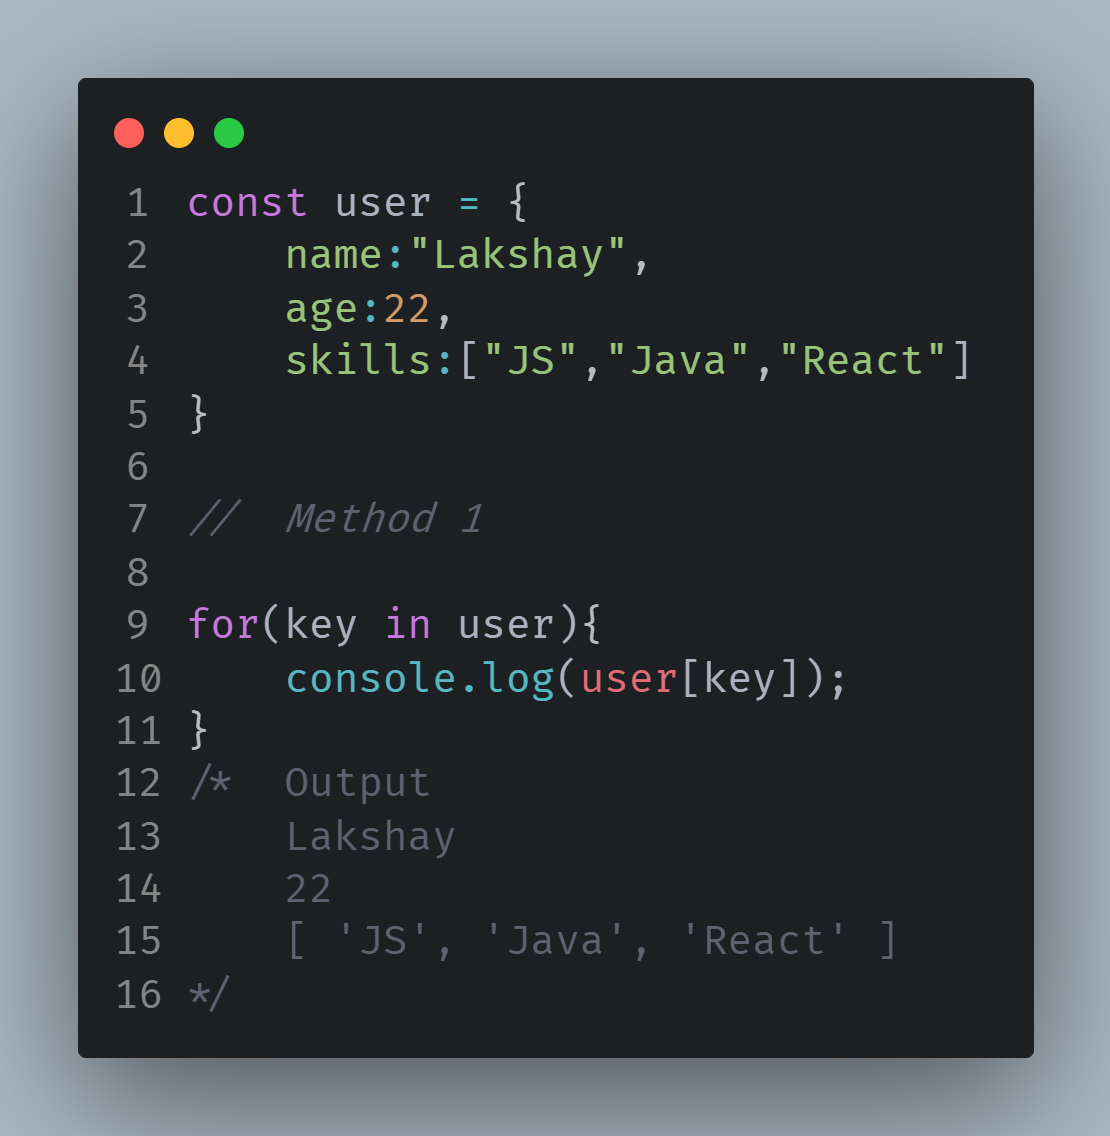 1 const user = {
2     name:"Lakshay",
3     age:22,
4     skills:["JS","Java","React"]
5 }
6
7 //  Method 1
8
9 for(key in user){
10     console.log(user[key]);
11 }
12 /*  Output
13     Lakshay
14     22
15     [ 'JS', 'Java', 'React' ]
16 */